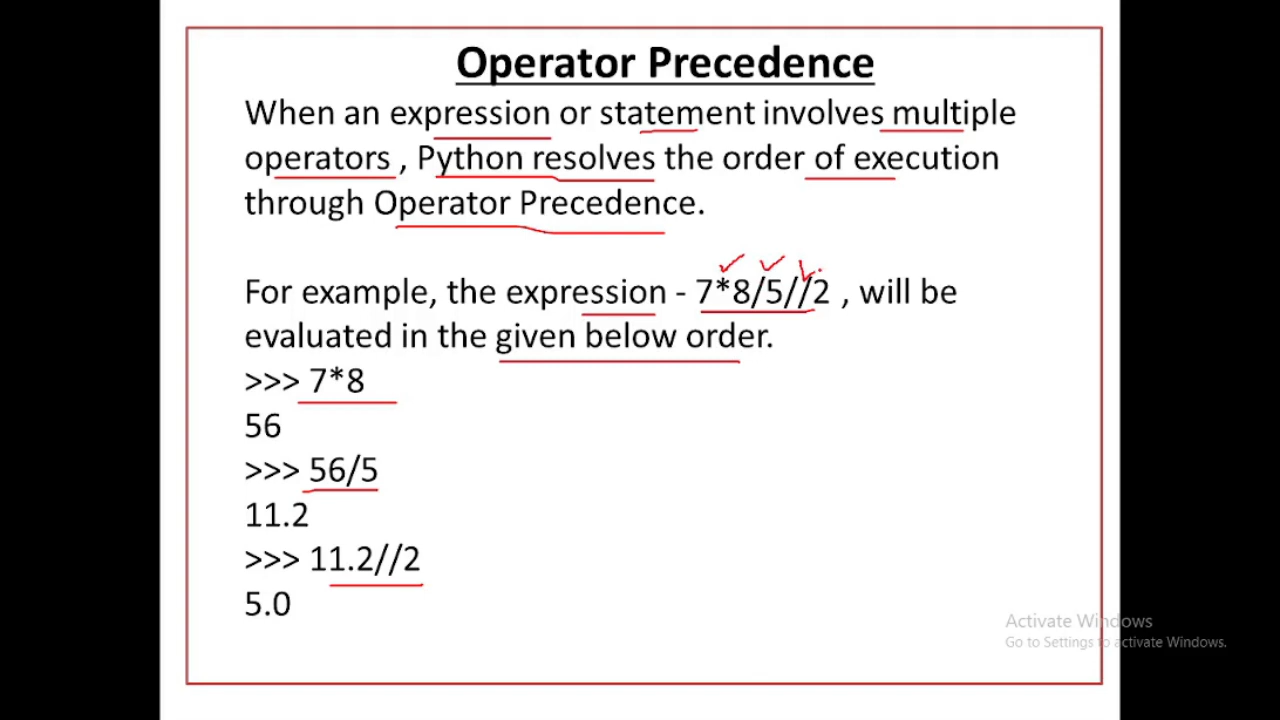 Operator Precedence
When an expression or statement involves multiple
operators , Python resolves the order of execution
through Operator Precedence.
For example, the expression - 7*8/5//2 , will be
evaluated in the given below order.
>>> 7*8
56
>>> 56/5
11.2
>>> 11.2//2
5.0
Activate Windows
Go to Settings to activate Windows.